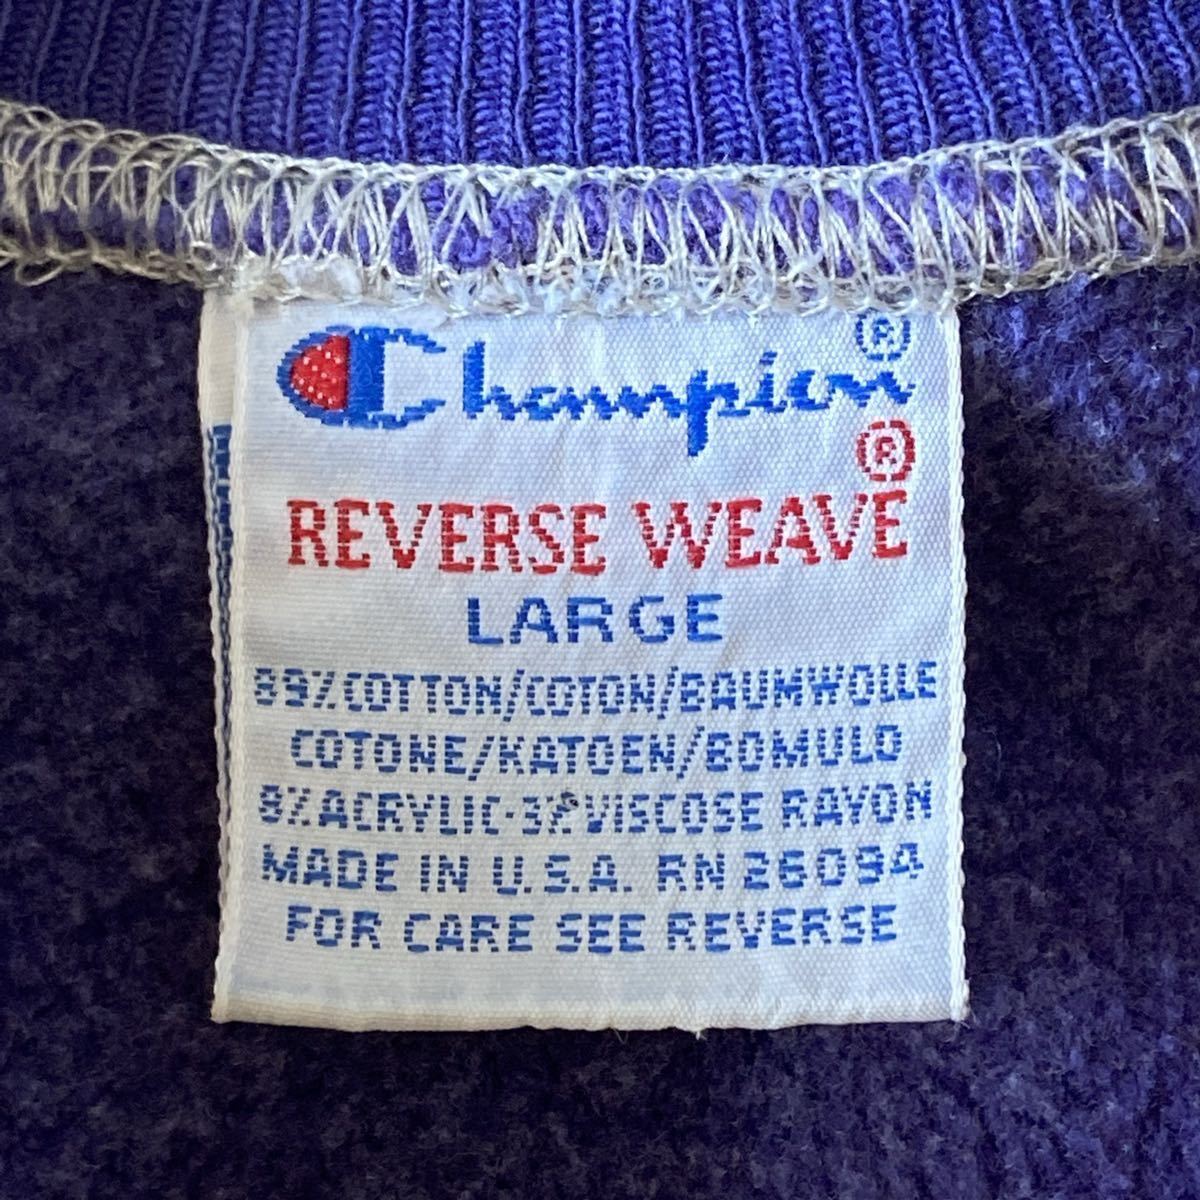 Champion®
REVERSE WEAVE®
LARGE
89%COTTON/COTON/BAUMWOLLE
COTONE/KATOEN/BOMULO
8%ACRYLIC-3%VISCOSE RAYON
MADE IN U.S.A. RN 26094
FOR CARE SEE REVERSE